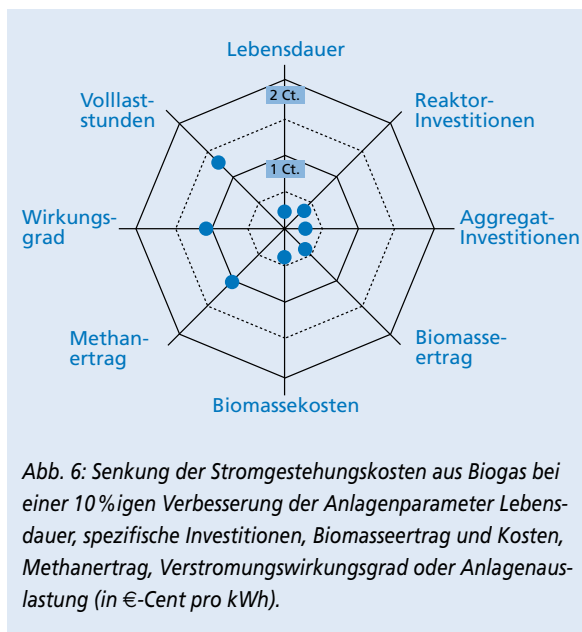 Lebensdauer
2 Ct.
Volllast-
stunden
Reaktor-
Investitionen
1 Ct.
Wirkungs-
grad
Aggregat-
Investitionen
Methan-
ertrag
Biomasse-
ertrag
Biomassekosten
Abb. 6: Senkung der Stromgestehungskosten aus Biogas bei
einer 10 %igen Verbesserung der Anlagenparameter Lebens-
dauer, spezifische Investitionen, Biomasseertrag und Kosten,
Methanertrag, Verstromungswirkungsgrad oder Anlagenaus-
lastung (in €-Cent pro kWh).